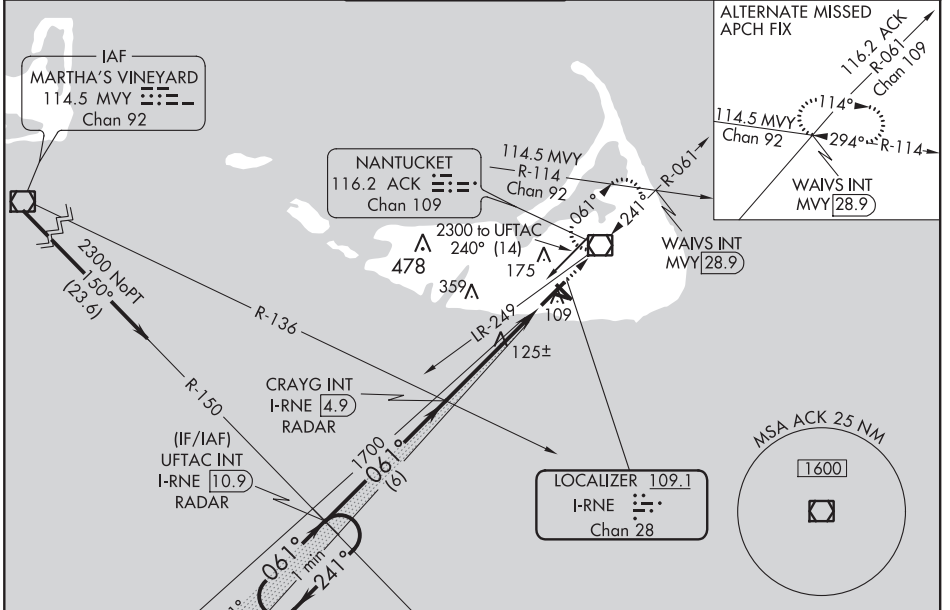 IAF
MARTHA'S VINEYARD
114.5 MVY
Chan 92
NANTUCKET
116.2 ACK
Chan 109
114.5 MVY
R-114
Chan 92
R-061
061°
241°
WAIVS INT
MVY 28.9
2300 to UFTAC
240° (14)
478
175
359
109
125±
LR-249
2300 NoPT
150°
(23.6)
R-136
R-150
CRAYG INT
I-RNE 4.9
RADAR
(IF/IAF)
UFTAC INT
I-RNE 10.9
RADAR
1700
061°
(6)
061°
1 min
241°
LOCALIZER 109.1
I-RNE
Chan 28
MSA ACK 25 NM
1600
ALTERNATE MISSED
APCH FIX
116.2 ACK
R-061
Chan 109
114.5 MVY
Chan 92
114°
294°
R-114
WAIVS INT
MVY 28.9